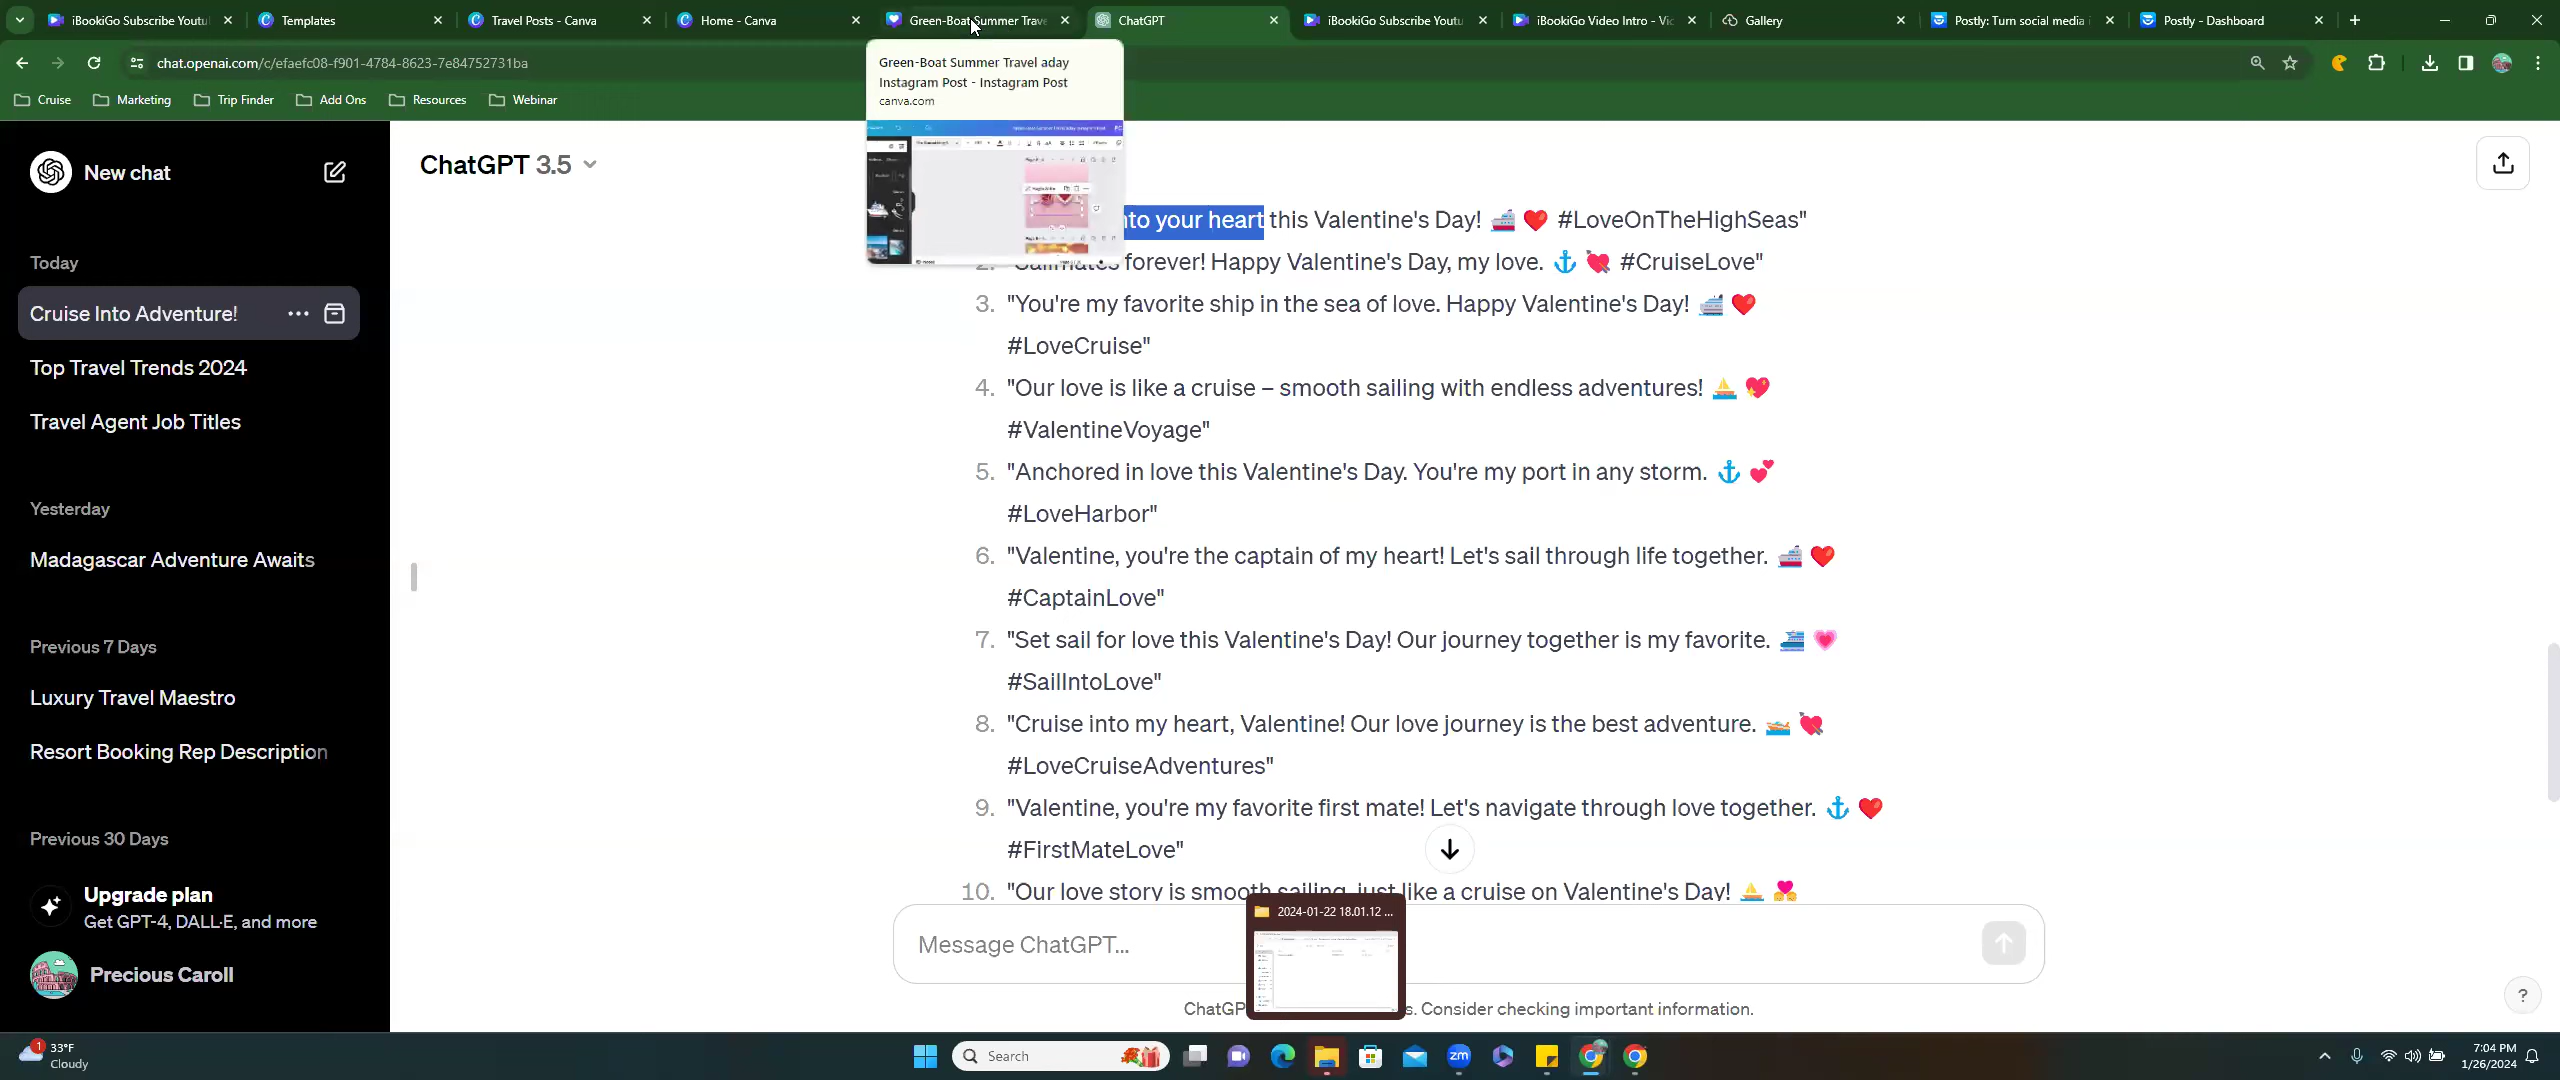 iBookiGo Subscribe Youtu
Templates
Travel Posts - Canva
Home - Canva
Green-Boat Summer Trave
ChatGPT
iBookiGo Subscribe Youtu
iBookiGo Video Intro - Vi
Gallery
Postly: Turn social media i
Postly - Dashboard
chat.openai.com/c/efaefc08-f901-4784-8623-7e84752731ba
Cruise
Marketing
Trip Finder
Add Ons
Resources
Webinar
Green-Boat Summer Travel aday
Instagram Post - Instagram Post
canva.com
New chat
Today
Cruise Into Adventure!
Top Travel Trends 2024
Travel Agent Job Titles
Yesterday
Madagascar Adventure Awaits
Previous 7 Days
Luxury Travel Maestro
Resort Booking Rep Description
Previous 30 Days
Upgrade plan
Get GPT-4, DALL·E, and more
Precious Caroll
ChatGPT 3.5
into your heart this Valentine's Day! 🚢 ❤️ #LoveOnTheHighSeas"
forever! Happy Valentine's Day, my love. ⚓ 💘 #CruiseLove"
3. "You're my favorite ship in the sea of love. Happy Valentine's Day! 🚢 ❤️
#LoveCruise"
4. "Our love is like a cruise – smooth sailing with endless adventures! ⛵ 💖
#ValentineVoyage"
5. "Anchored in love this Valentine's Day. You're my port in any storm. ⚓ 💕
#LoveHarbor"
6. "Valentine, you're the captain of my heart! Let's sail through life together. 🚢 ❤️
#CaptainLove"
7. "Set sail for love this Valentine's Day! Our journey together is my favorite. 🚢 💗
#SailIntoLove"
8. "Cruise into my heart, Valentine! Our love journey is the best adventure. 🚤 💘
#LoveCruiseAdventures"
9. "Valentine, you're my favorite first mate! Let's navigate through love together. ⚓ ❤️
#FirstMateLove"
10. "Our love story is smooth sailing, just like a cruise on Valentine's Day! ⛵ 💑
2024-01-22 18.01.12 ...
Message ChatGPT...
ChatGP
s. Consider checking important information.
?
1
33°F
Cloudy
Search
zm
7:04 PM
1/26/2024